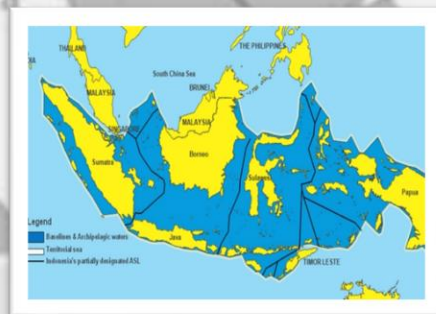 THAILAND
THE PHILIPPINES
South China Sea
BRUNEI
MALAYSIA
MALAYSIA
SINGAPORE
Sumatra
Borneo
Sulawesi
Papua
Java
TIMOR LESTE
Legend
Baselines & Archipelagic waters
Territorial sea
Indonesia's partially designated ASL